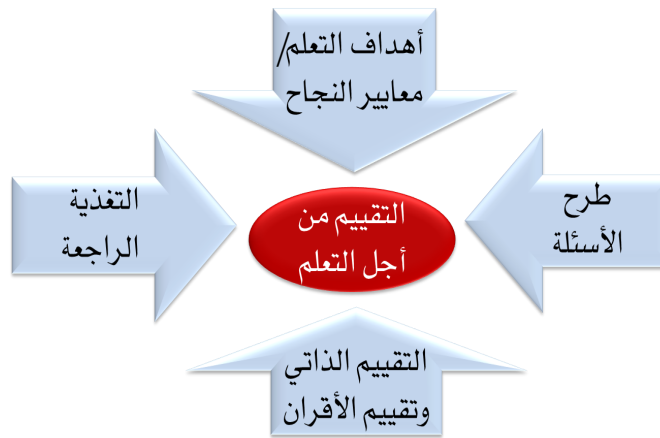 أهداف التعلم/
معايير النجاح
طرح
الأسئلة
التقييم من
أجل التعلم
التغذية
الراجعة
التقييم الذاتي
وتقييم الأقران